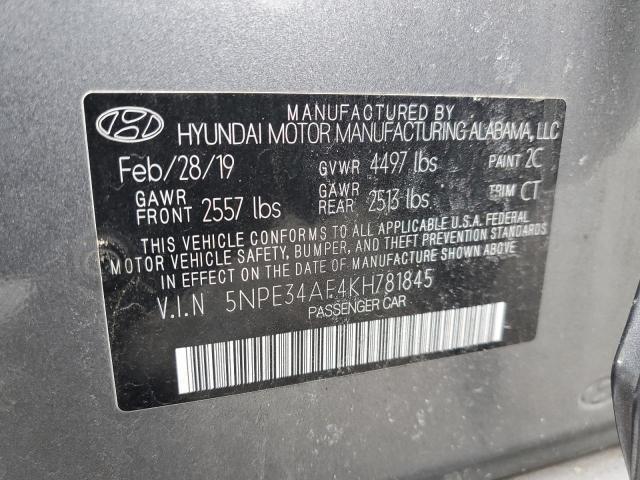 MANUFACTURED BY
HYUNDAI MOTOR MANUFACTURING ALABAMA, LLC
Feb/28/19 GVWR 4497 lbs PAINT 2C
GAWR FRONT 2557 lbs GAWR REAR 2513 lbs TRIM CT
THIS VEHICLE CONFORMS TO ALL APPLICABLE U.S.A. FEDERAL
MOTOR VEHICLE SAFETY, BUMPER, AND THEFT PREVENTION STANDARDS
IN EFFECT ON THE DATE OF MANUFACTURE SHOWN ABOVE.
V.I.N 5NPE34AF4KH781845
PASSENGER CAR